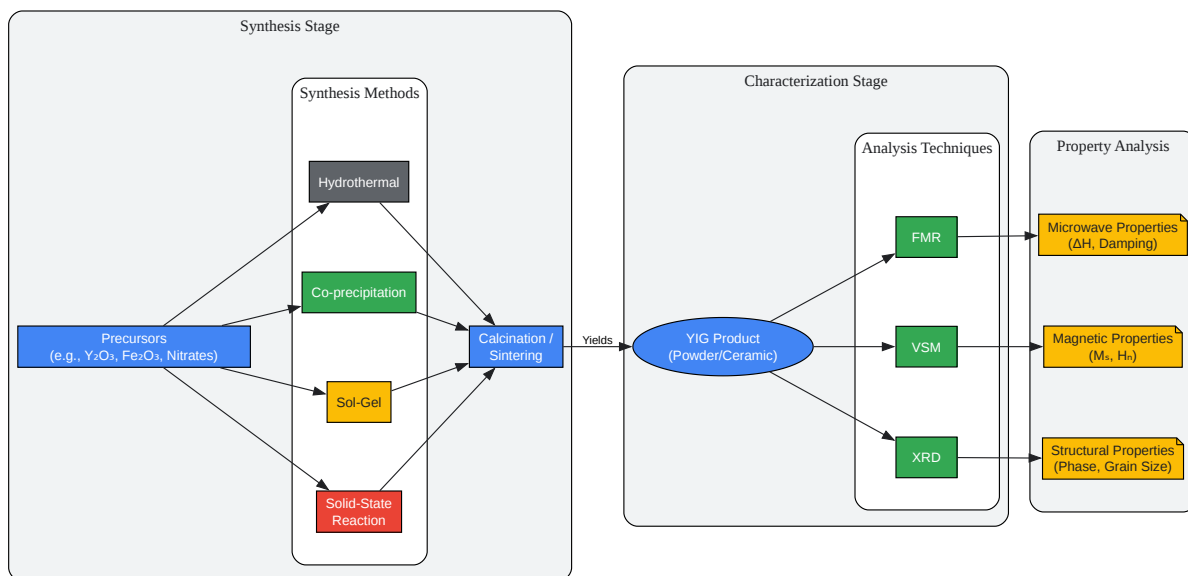 Synthesis Stage
Synthesis Methods
Hydrothermal
Co-precipitation
Precursors
(e.g., Y₂O₃, Fe₂O₃, Nitrates)
Sol-Gel
Solid-State
Reaction
Calcination /
Sintering
Yields
Characterization Stage
YIG Product
(Powder/Ceramic)
Analysis Techniques
FMR
VSM
XRD
Property Analysis
Microwave Properties
(ΔH, Damping)
Magnetic Properties
(Mₛ, Hₙ)
Structural Properties
(Phase, Grain Size)